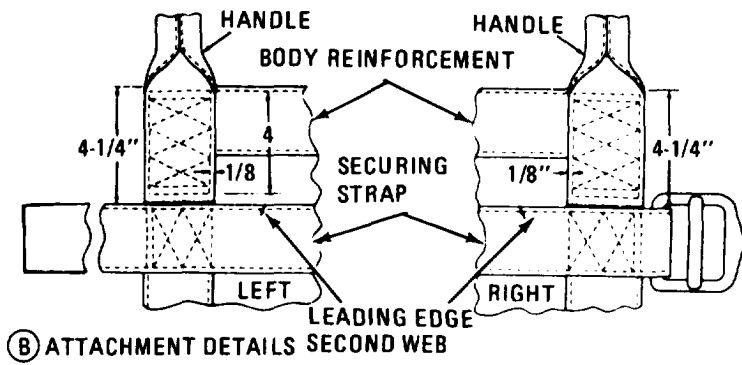 HANDLE
HANDLE
BODY REINFORCEMENT
4-1/4"
4
1/8
SECURING
STRAP
1/8"
4-1/4"
LEFT
RIGHT
LEADING EDGE
SECOND WEB
B ATTACHMENT DETAILS